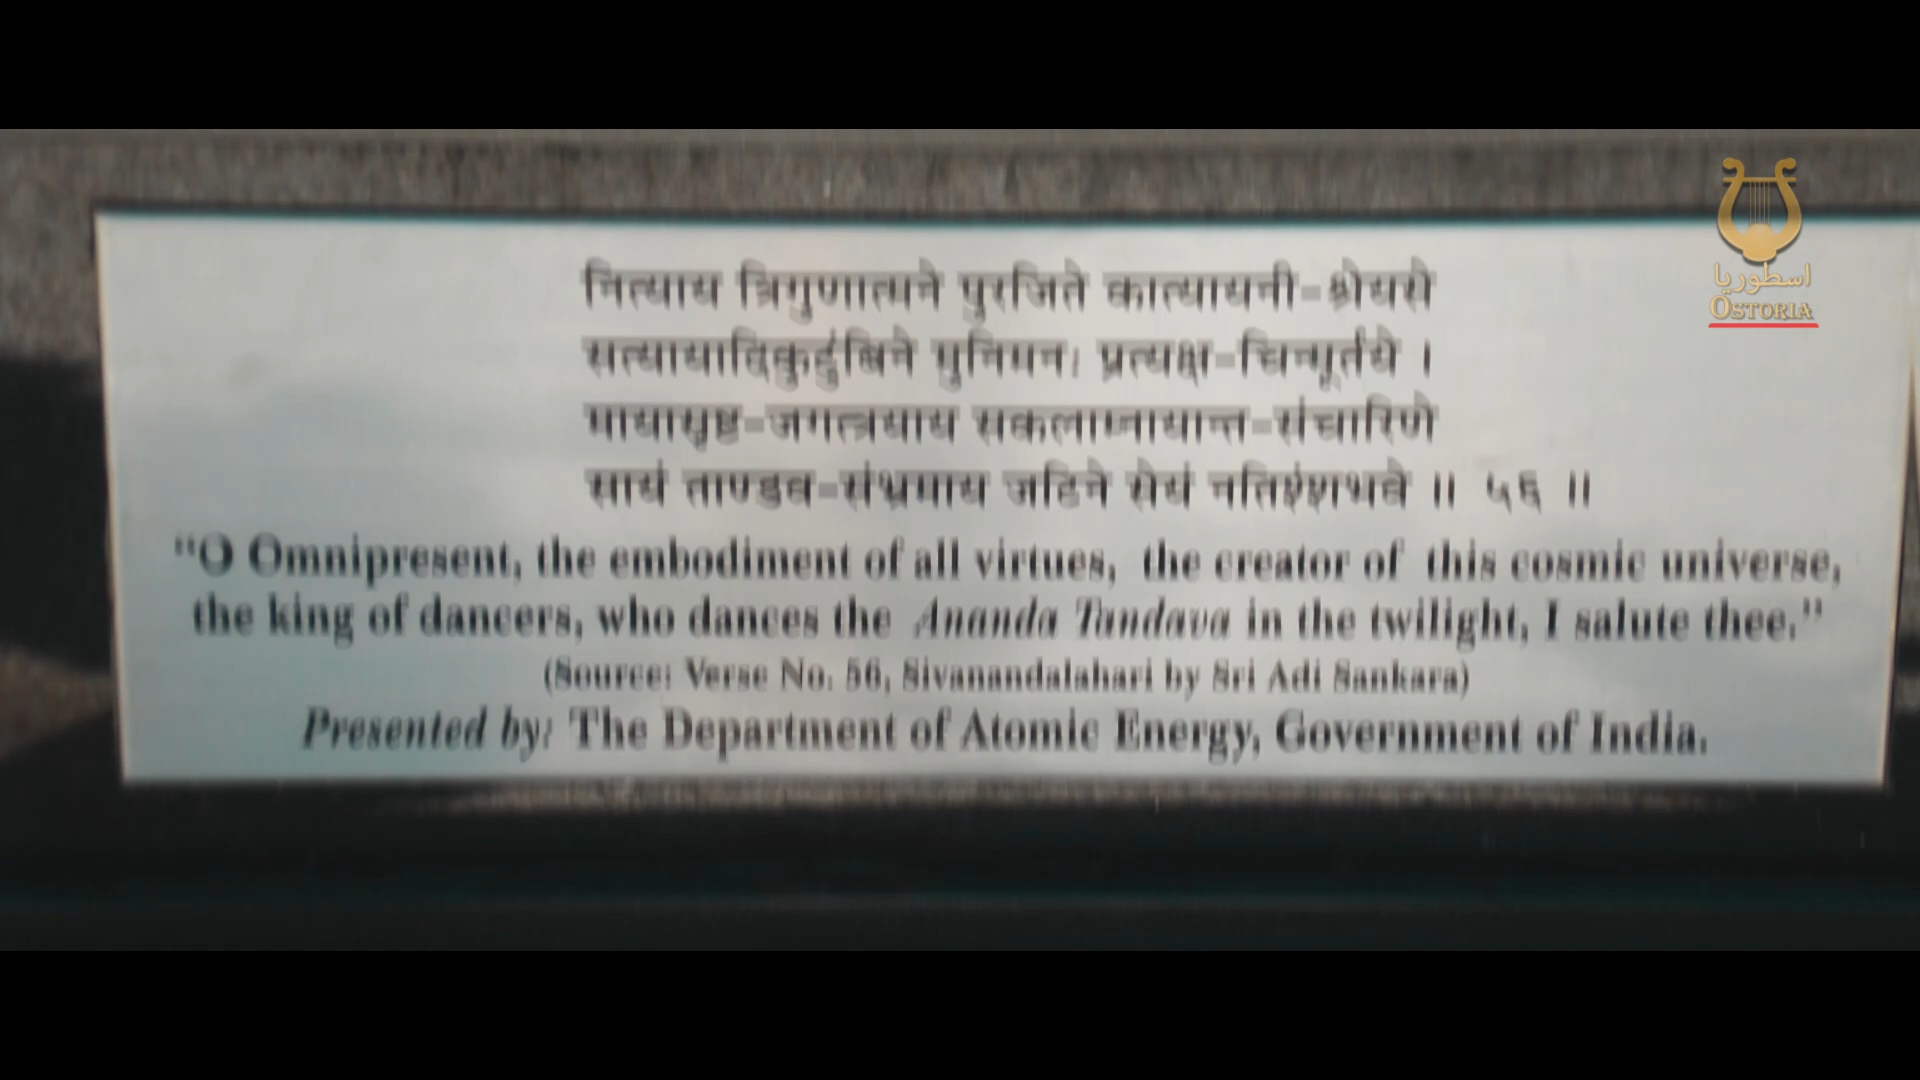 नित्याय त्रिगुणात्मने पुरजिते कात्यायनी-श्रेयसे
सत्यायादिकुटुंबिने मुनिमनः प्रत्यक्ष-चिन्मूर्तये ।
मायासृष्ट-जगत्त्रयाय सकलाम्नायान्त-संचारिणे
सायं ताण्डव-संभ्रमाय जटिने सेयं नतिश्शंभवे ॥ ५६ ॥
"O Omnipresent, the embodiment of all virtues, the creator of this cosmic universe,
the king of dancers, who dances the Ananda Tandava in the twilight, I salute thee."
(Source: Verse No. 56, Sivanandalahari by Sri Adi Sankara)
Presented by: The Department of Atomic Energy, Government of India.
اسطوريا
OSTORIA